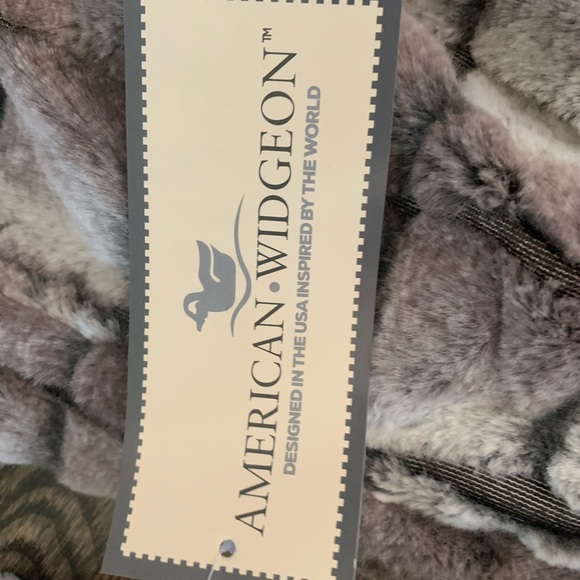 AMERICAN • WIDGEON™
DESIGNED IN THE USA INSPIRED BY THE WORLD